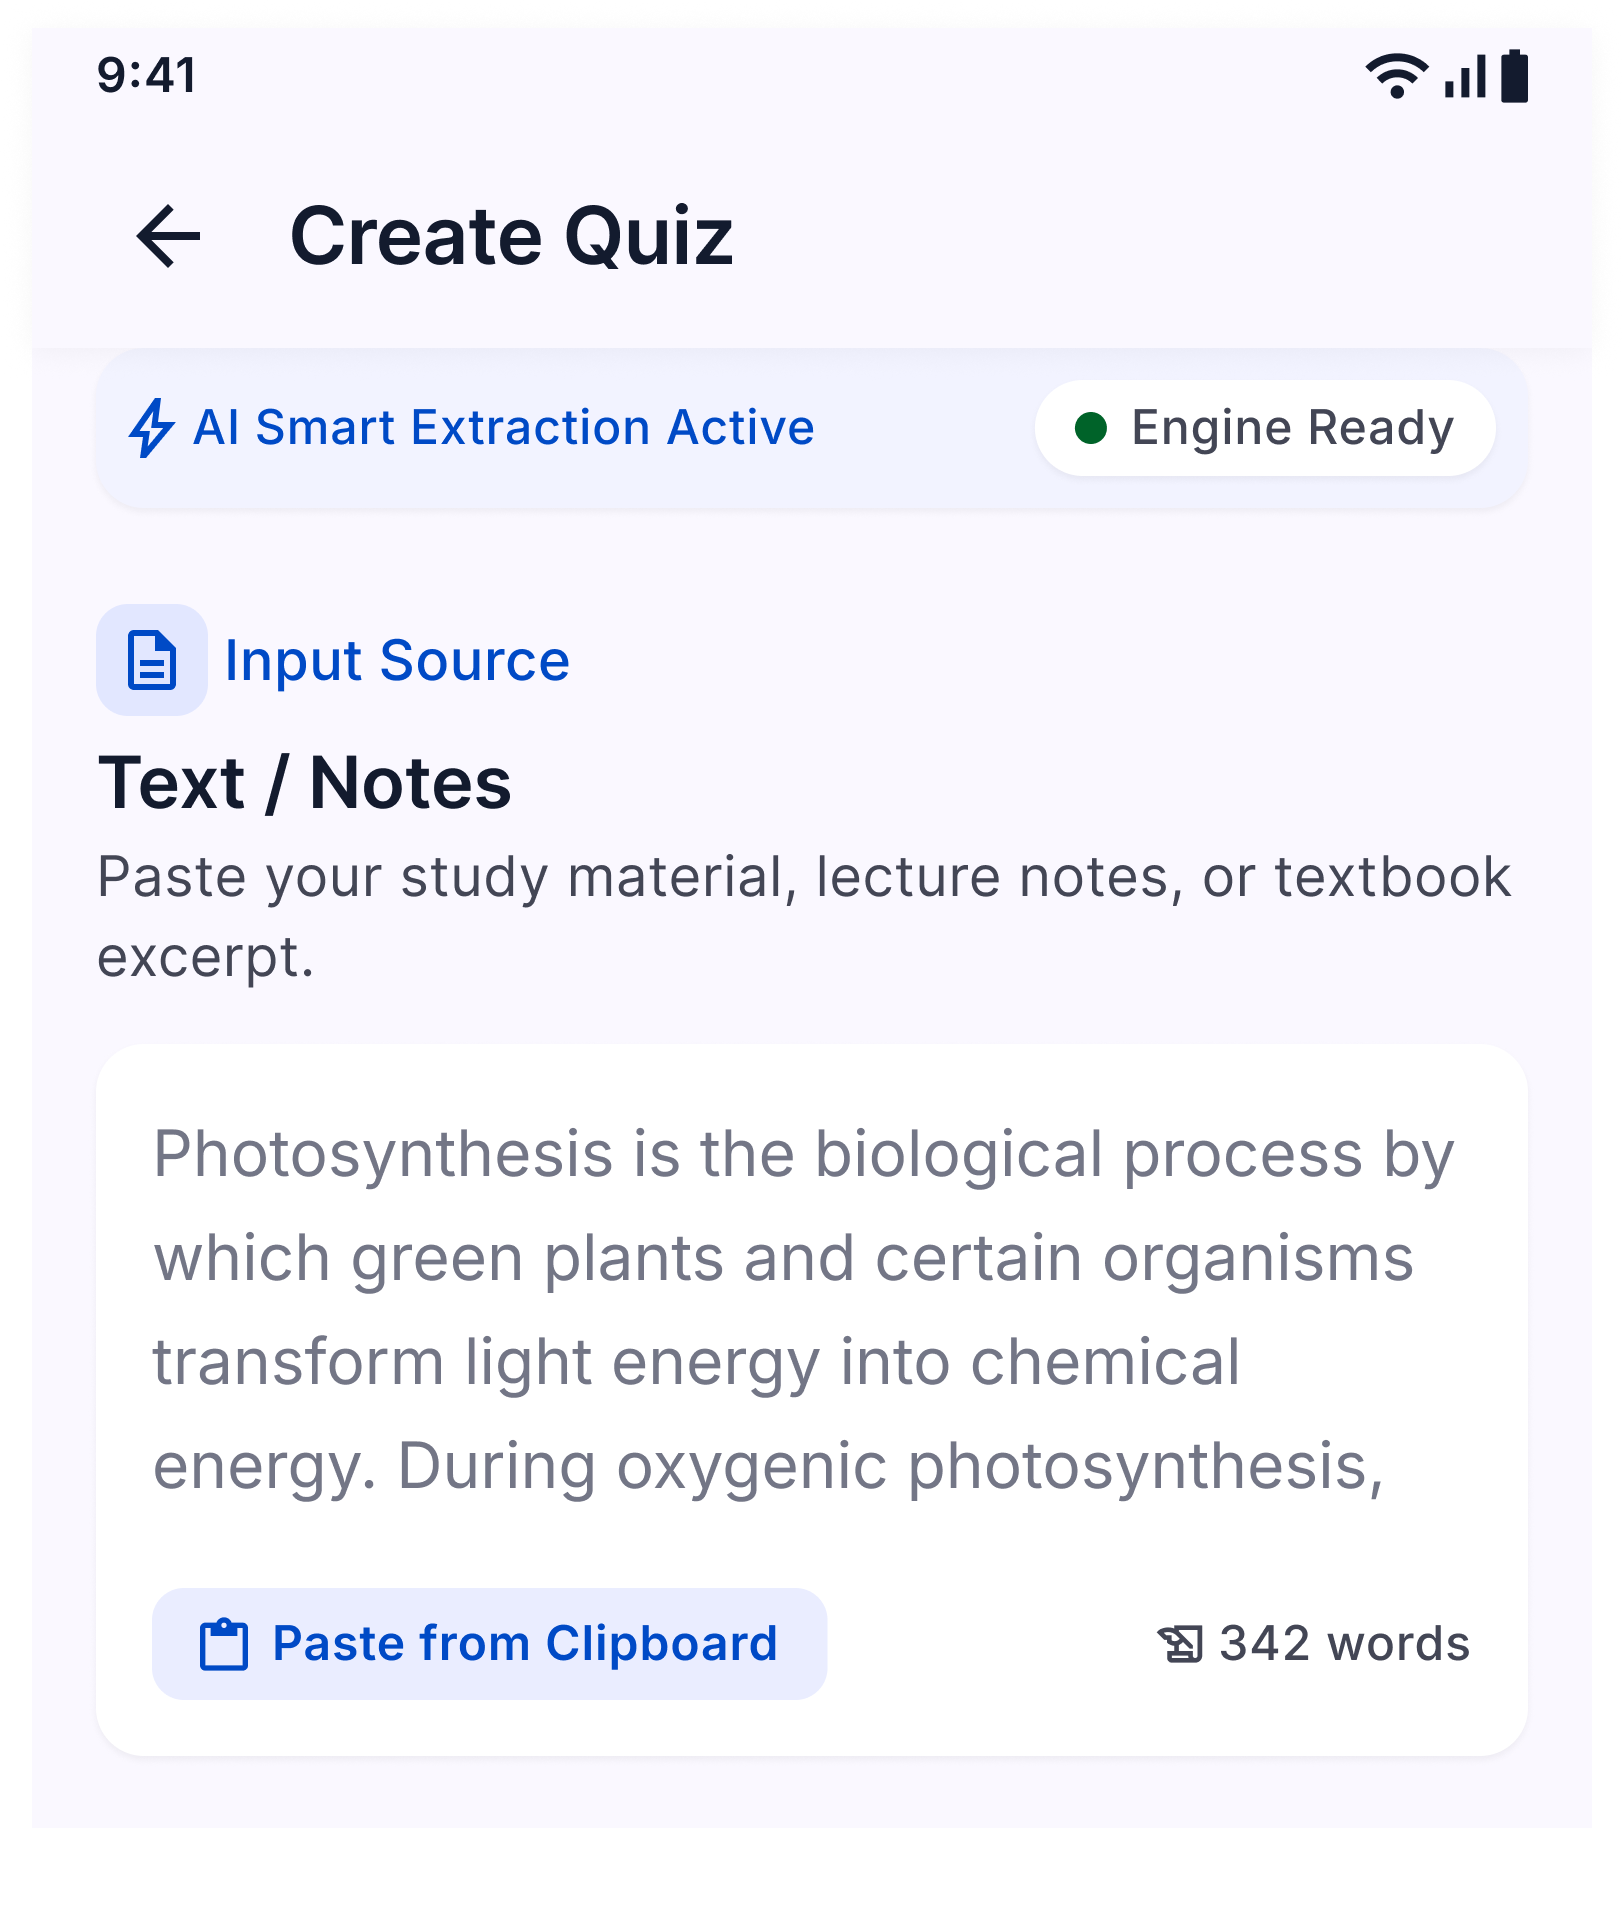 9:41
Create Quiz
AI Smart Extraction Active
Engine Ready
Input Source
Text / Notes
Paste your study material, lecture notes, or textbook
excerpt.
Photosynthesis is the biological process by
which green plants and certain organisms
transform light energy into chemical
energy. During oxygenic photosynthesis,
Paste from Clipboard
342 words